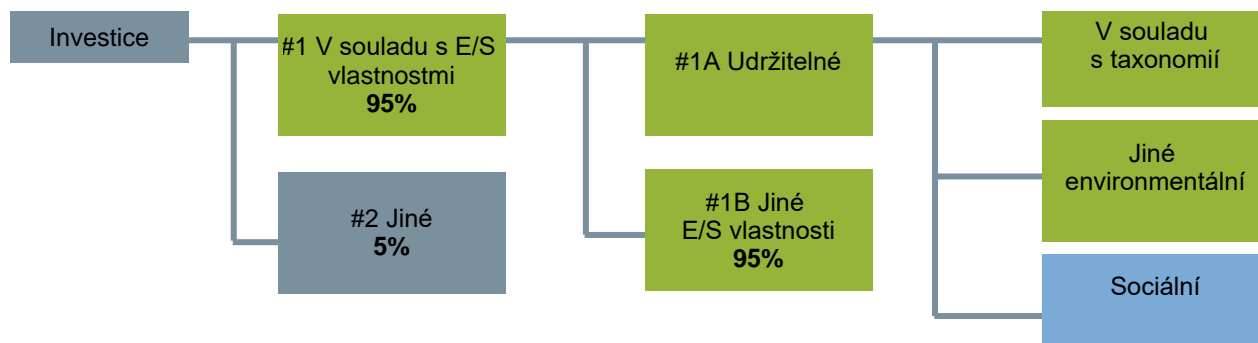 Investice
#1 V souladu s E/S
vlastnostmi
95%
#2 Jiné
5%
#1A Udržitelné
#1B Jiné
E/S vlastnosti
95%
V souladu
s taxonomií
Jiné
environmentální
Sociální